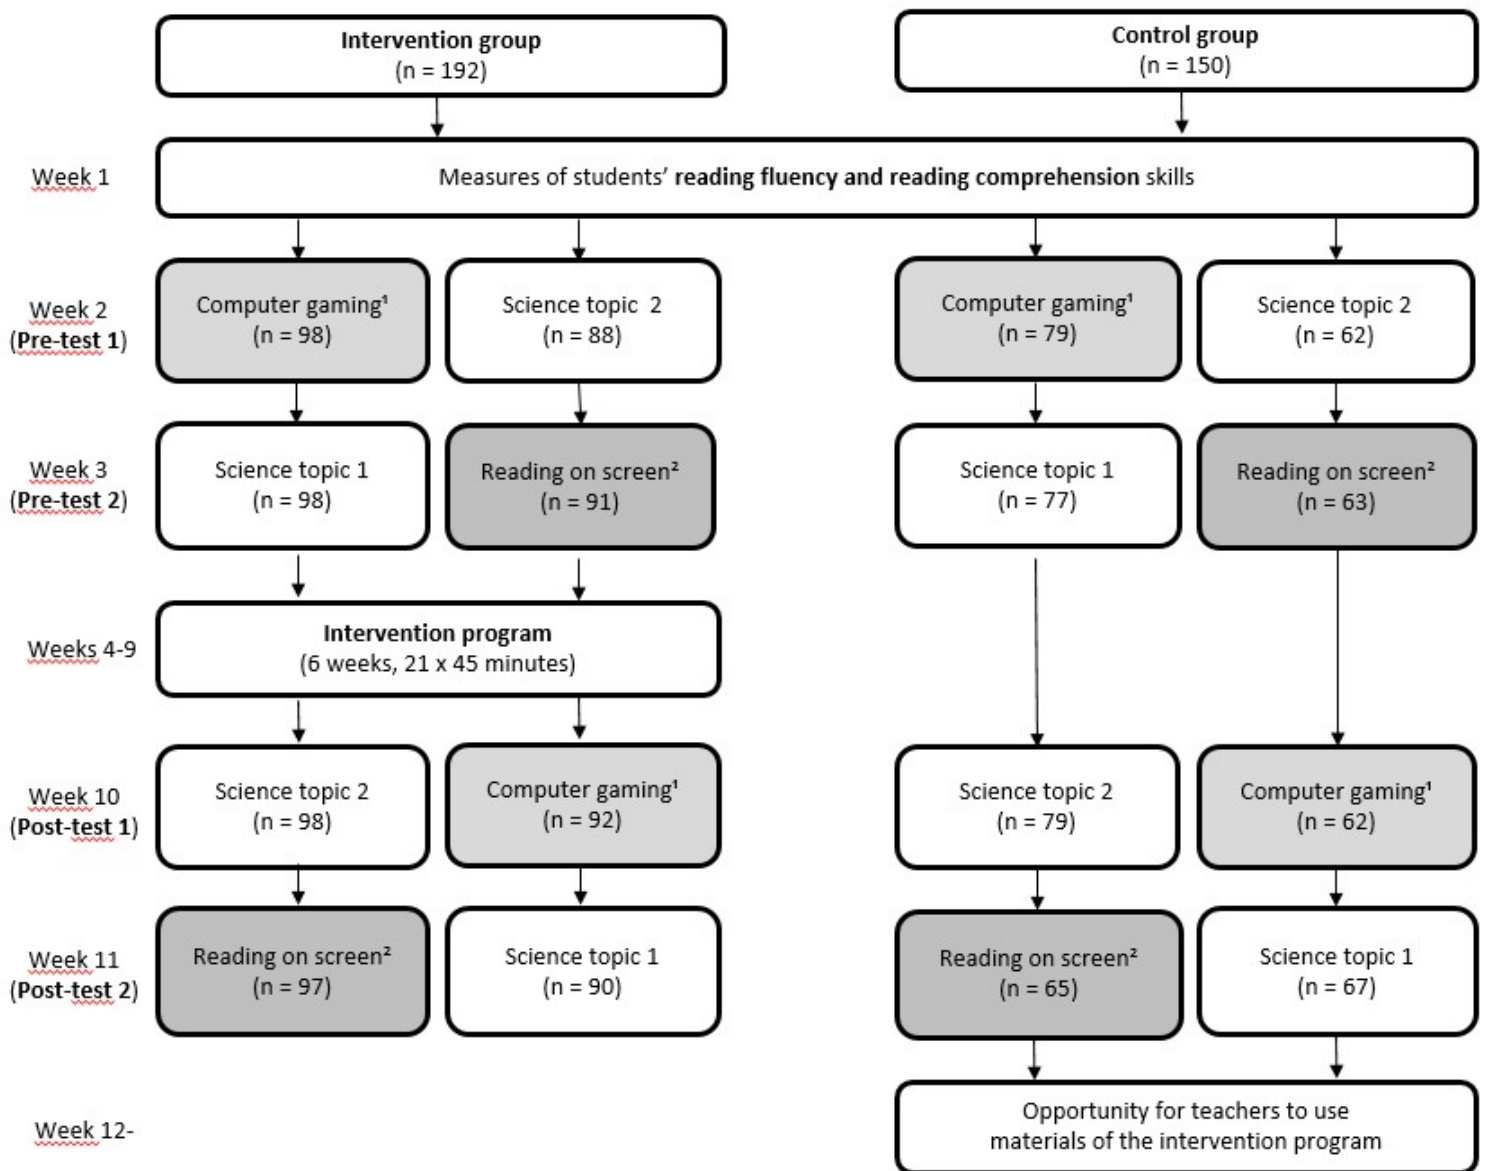 Intervention group
(n = 192)
Control group
(n = 150)
Week 1
Measures of students’ reading fluency and reading comprehension skills
Week 2
(Pre-test 1)
Computer gaming¹
(n = 98)
Science topic 2
(n = 88)
Computer gaming¹
(n = 79)
Science topic 2
(n = 62)
Week 3
(Pre-test 2)
Science topic 1
(n = 98)
Reading on screen²
(n = 91)
Science topic 1
(n = 77)
Reading on screen²
(n = 63)
Weeks 4-9
Intervention program
(6 weeks, 21 x 45 minutes)
Week 10
(Post-test 1)
Science topic 2
(n = 98)
Computer gaming¹
(n = 92)
Science topic 2
(n = 79)
Computer gaming¹
(n = 62)
Week 11
(Post-test 2)
Reading on screen²
(n = 97)
Science topic 1
(n = 90)
Reading on screen²
(n = 65)
Science topic 1
(n = 67)
Week 12-
Opportunity for teachers to use
materials of the intervention program